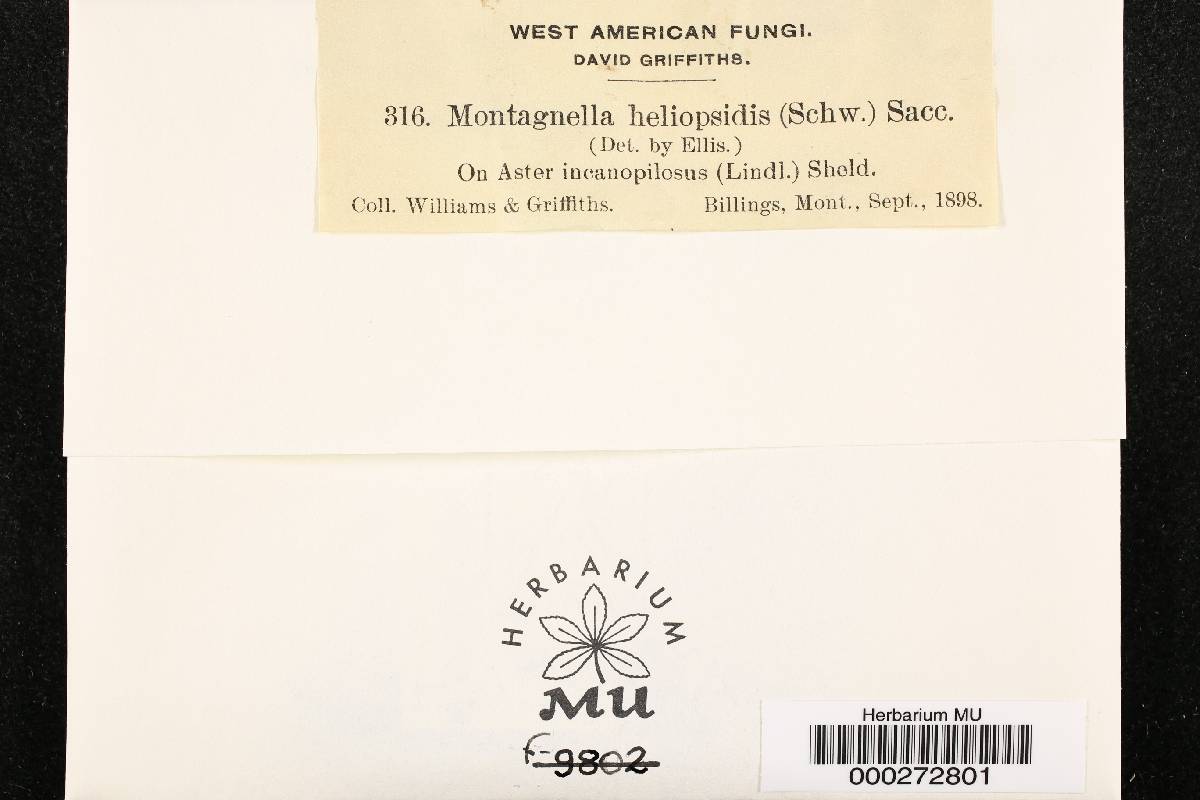 WEST AMERICAN FUNGI.
DAVID GRIFFITHS.
316. Montagnella heliopsidis (Schw.) Sacc.
(Det. by Ellis.)
On Aster incanopilosus (Lindl.) Sheld.
Coll. Williams & Griffiths. Billings, Mont., Sept., 1898.
HERBARIUM
MU
F-9802
Herbarium MU
000272801